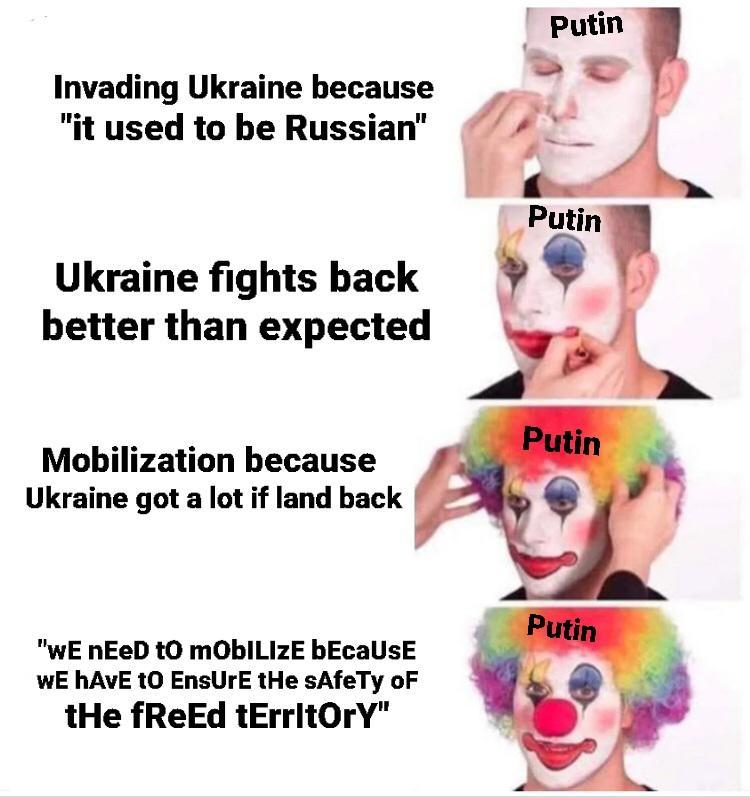 Putin
Invading Ukraine because
"it used to be Russian"
Putin
Ukraine fights back
better than expected
Putin
Mobilization because
Ukraine got a lot if land back
Putin
"wE nEeD tO mObILIzE bEcaUsE
wE hAvE tO EnsUrE tHe sAfeTy oF
tHe fReEd tErrItOrY"